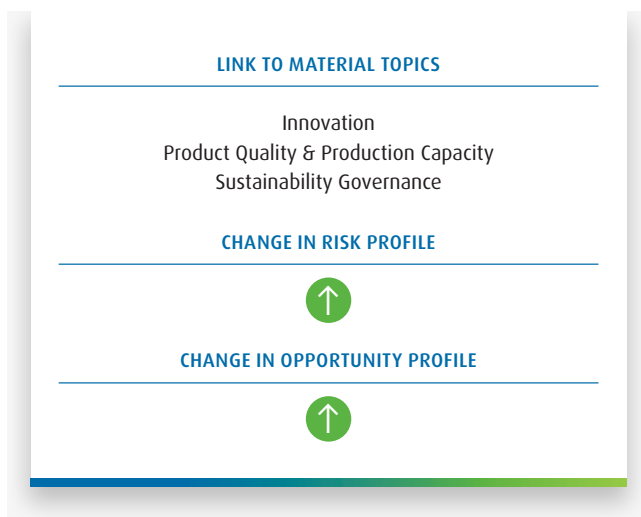 LINK TO MATERIAL TOPICS
Innovation
Product Quality & Production Capacity
Sustainability Governance
CHANGE IN RISK PROFILE
CHANGE IN OPPORTUNITY PROFILE